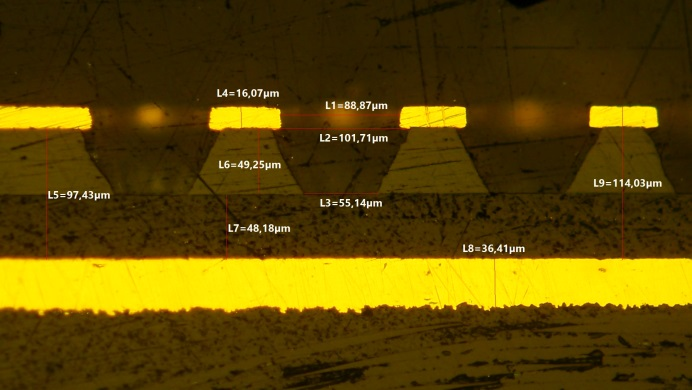 L4=16,07µm
L1=88,87µm
L2=101,71µm
L6=49,25µm
L9=114,03µm
L5=97,43µm
L3=55,14µm
L7=48,18µm
L8=36,41µm